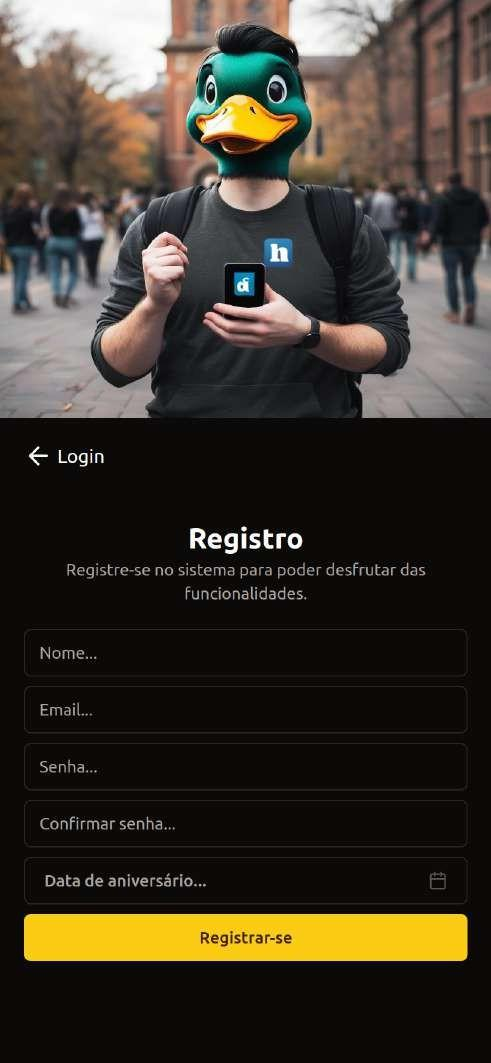 h
d
Login
Registro
Registre-se no sistema para poder desfrutar das
funcionalidades.
Nome...
Email...
Senha...
Confirmar senha...
Data de aniversário...
Registrar-se